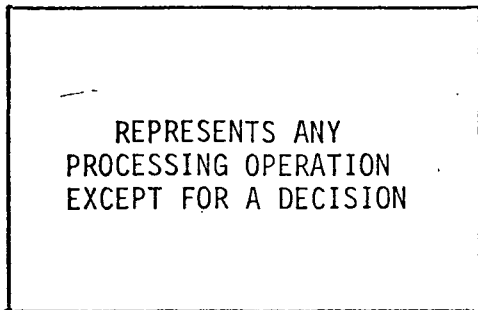 REPRESENTS ANY
PROCESSING OPERATION
EXCEPT FOR A DECISION